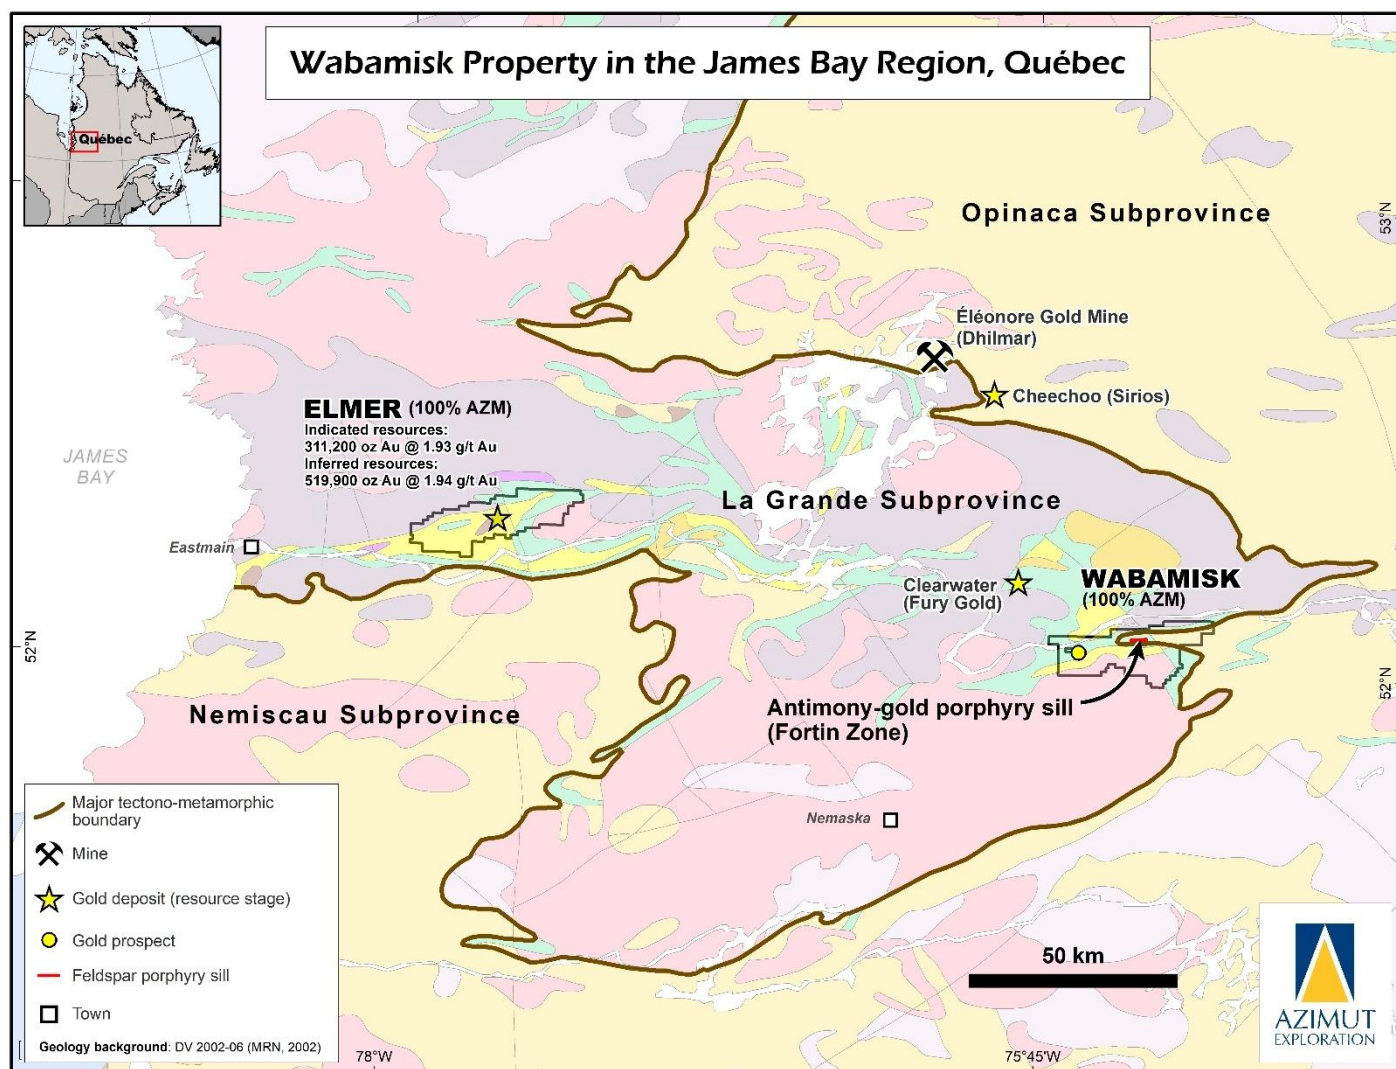 Wabamisk Property in the James Bay Region, Québec
Québec
Opinaca Subprovince
53°N
Éléonore Gold Mine
(Dhilmar)
Cheechoo (Sirios)
ELMER (100% AZM)
Indicated resources:
311,200 oz Au @ 1.93 g/t Au
Inferred resources:
519,900 oz Au @ 1.94 g/t Au
JAMES
BAY
La Grande Subprovince
Eastmain
Clearwater
(Fury Gold)
WABAMISK
(100% AZM)
52°N
52°N
Nemiscau Subprovince
Antimony-gold porphyry sill
(Fortin Zone)
Nemaska
Major tectono-metamorphic
boundary
Mine
Gold deposit (resource stage)
Gold prospect
Feldspar porphyry sill
Town
Geology background: DV 2002-06 (MRN, 2002)
50 km
78°W
75°45'W
AZIMUT
EXPLORATION